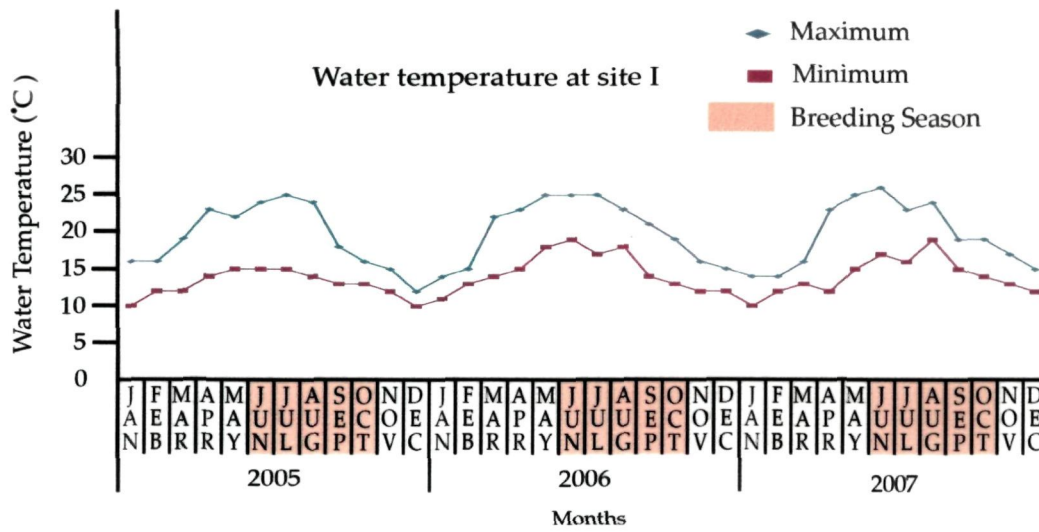 Maximum
Water temperature at site I
Minimum
Breeding Season
Water Temperature (°C)
30
25
20
15
10
5
0
JAN FEB MAR APR MAY JUN JUL AUG SEP OCT NOV DEC JAN FEB MAR APR MAY JUN JUL AUG SEP OCT NOV DEC JAN FEB MAR APR MAY JUN JUL AUG SEP OCT NOV DEC
2005 2006 2007
Months